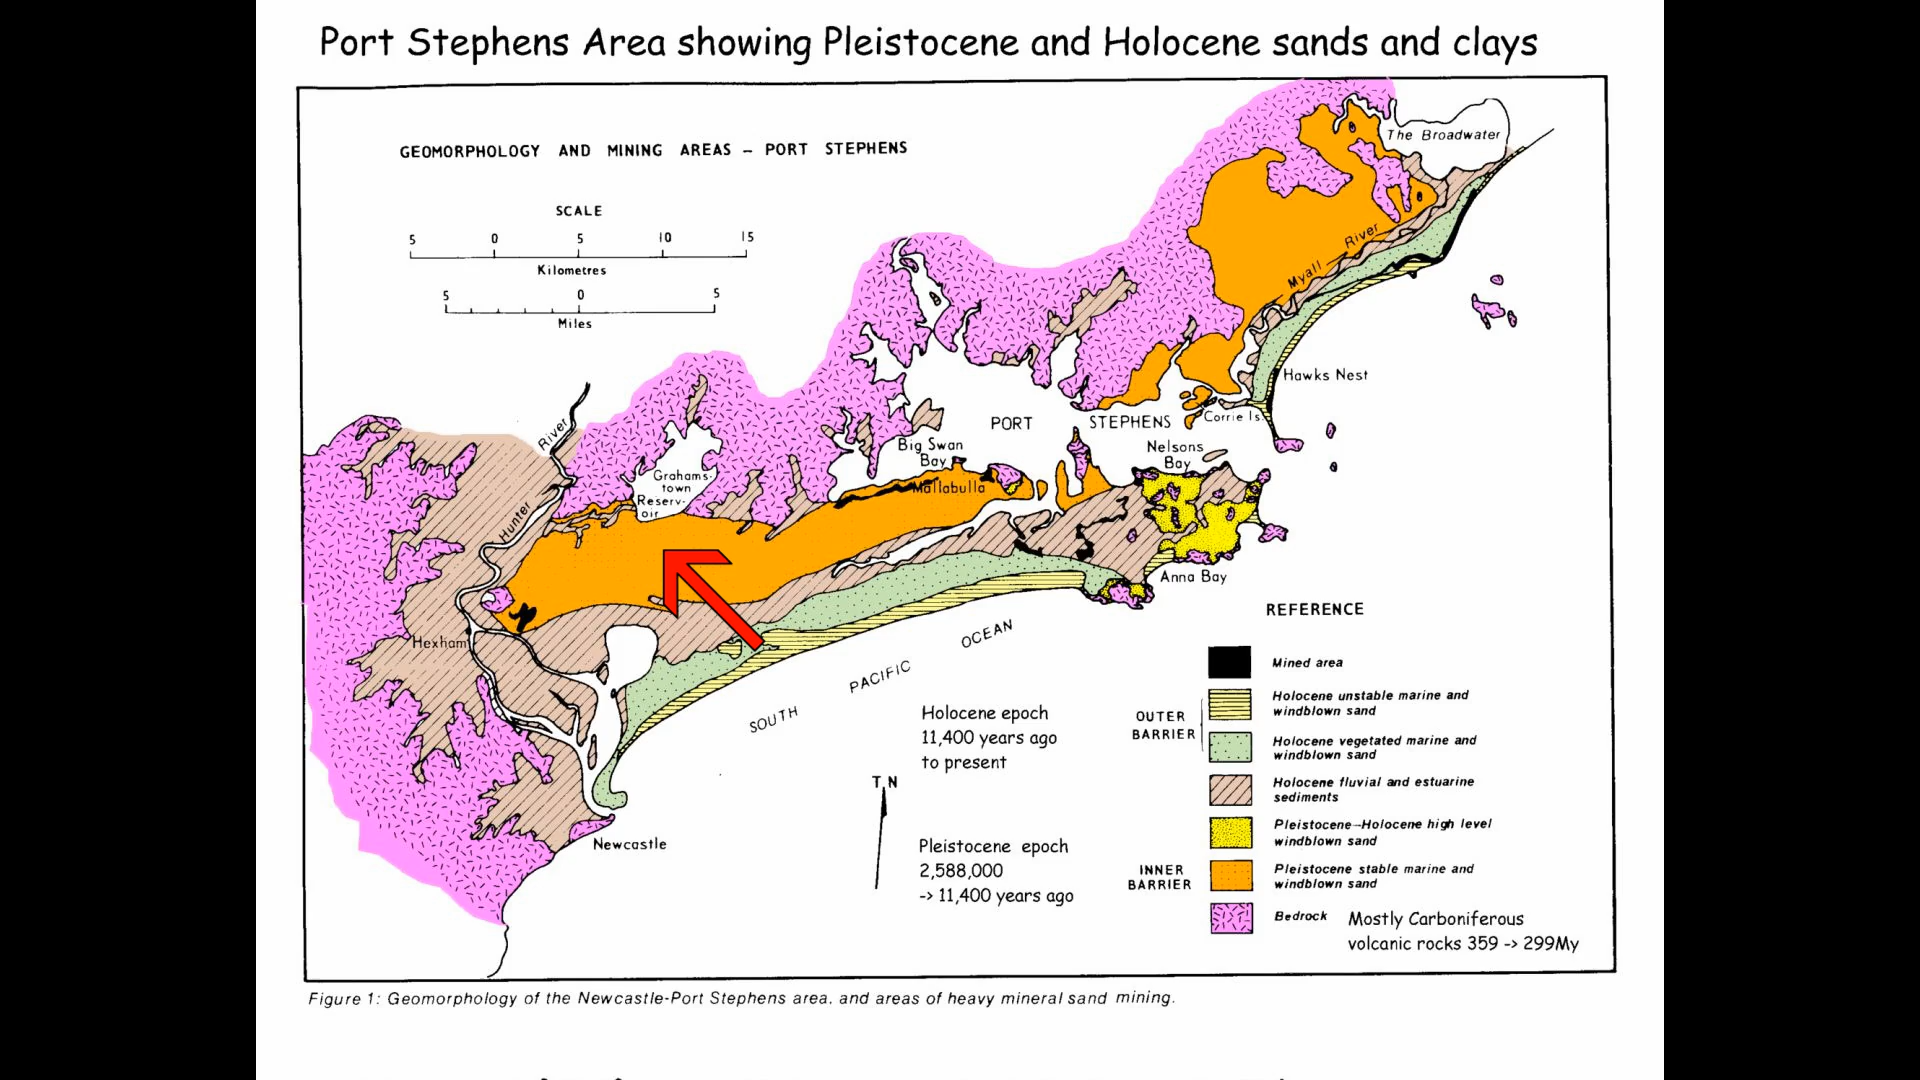 Port Stephens Area showing Pleistocene and Holocene sands and clays
GEOMORPHOLOGY AND MINING AREAS – PORT STEPHENS
SCALE
5 0 5 10 15
Kilometres
5 0 5
Miles
The Broadwater
Myall River
Hawks Nest
Corrie Is.
PORT STEPHENS
Nelsons
Bay
Big Swan
Bay
Mallabulla
Grahams-
town
Reserv-
oir
Hunter River
Hexham
Anna Bay
SOUTH PACIFIC OCEAN
Newcastle
Holocene epoch
11,400 years ago
to present
T N
Pleistocene epoch
2,588,000
-> 11,400 years ago
REFERENCE
Mined area
OUTER
BARRIER
Holocene unstable marine and
windblown sand
Holocene vegetated marine and
windblown sand
Holocene fluvial and estuarine
sediments
Pleistocene–Holocene high level
windblown sand
INNER
BARRIER
Pleistocene stable marine and
windblown sand
Bedrock
Mostly Carboniferous
volcanic rocks 359 -> 299My
Figure 1: Geomorphology of the Newcastle-Port Stephens area. and areas of heavy mineral sand mining.